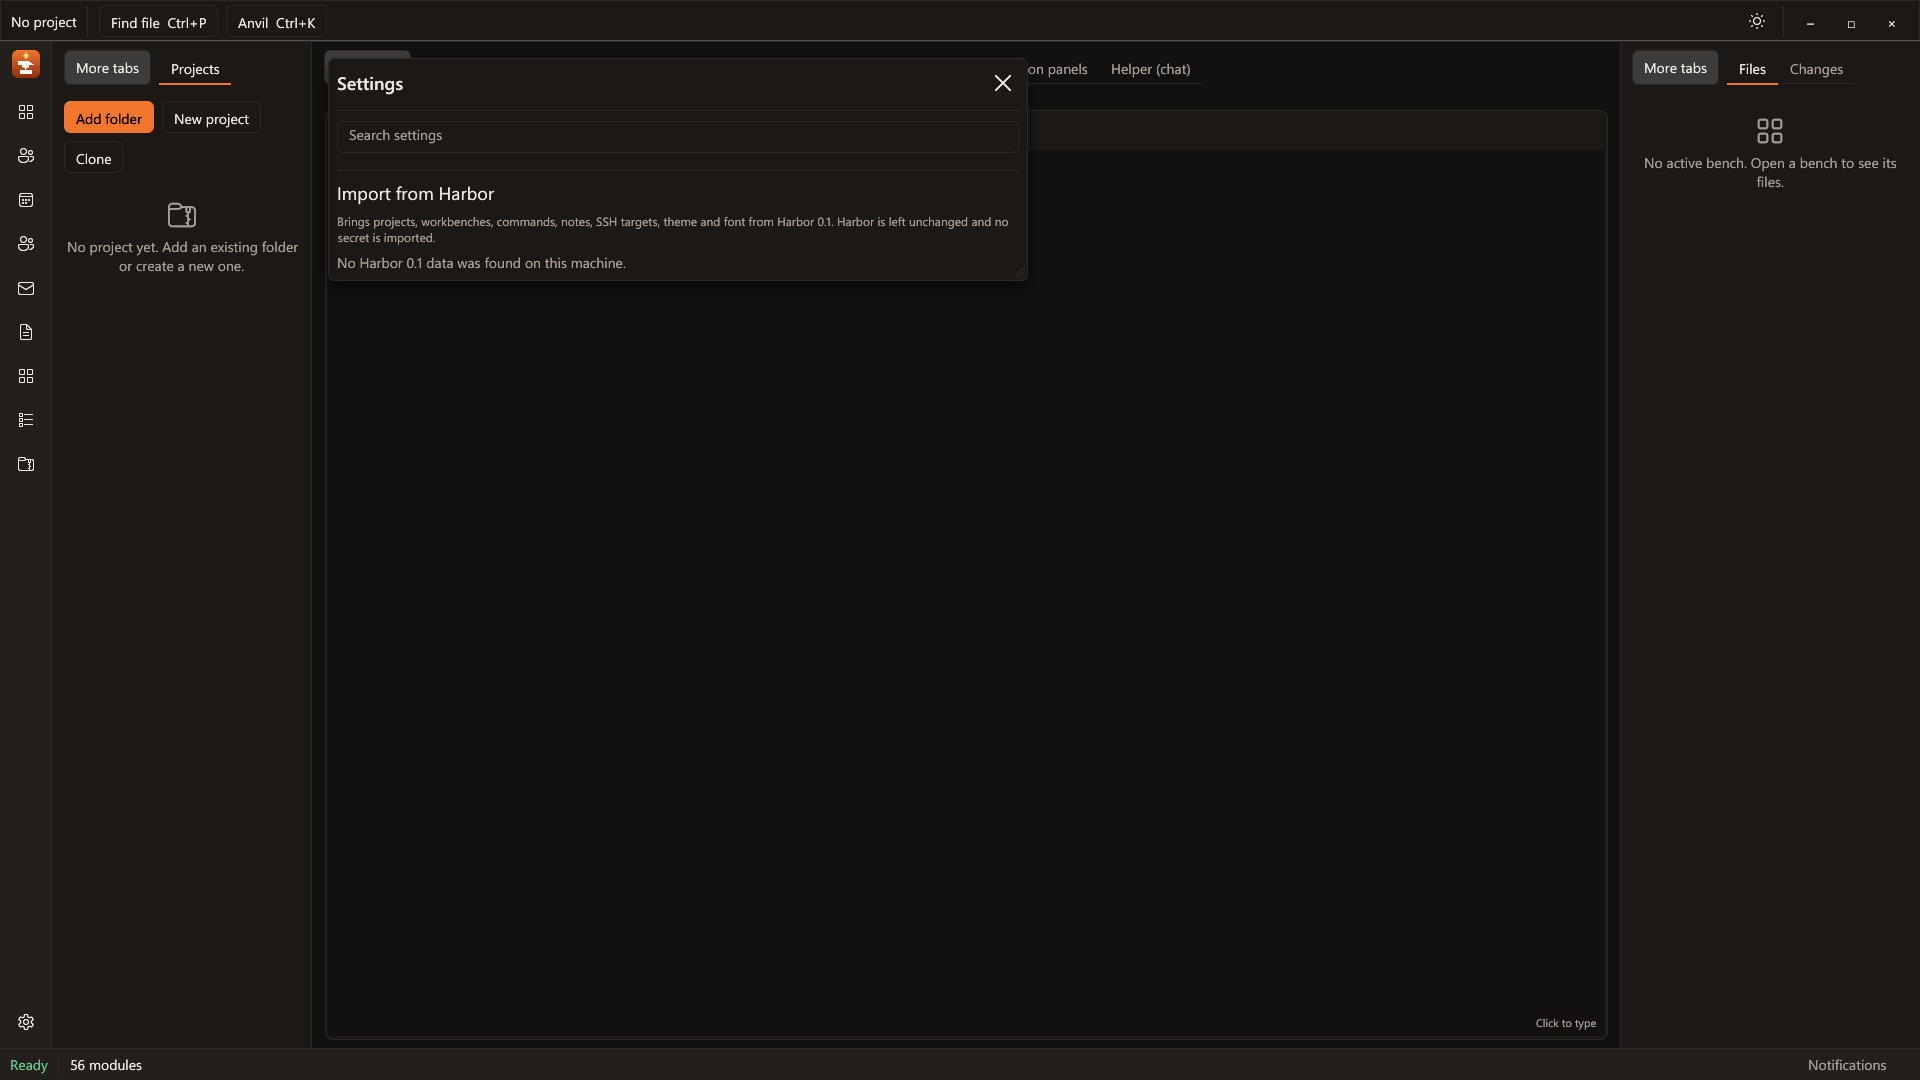 No project
Find file Ctrl+P
Anvil Ctrl+K
More tabs
Projects
Add folder
New project
Clone
No project yet. Add an existing folder
or create a new one.
Settings
Search settings
Import from Harbor
Brings projects, workbenches, commands, notes, SSH targets, theme and font from Harbor 0.1. Harbor is left unchanged and no
secret is imported.
No Harbor 0.1 data was found on this machine.
on panels
Helper (chat)
Click to type
More tabs
Files
Changes
No active bench. Open a bench to see its
files.
Ready
56 modules
Notifications